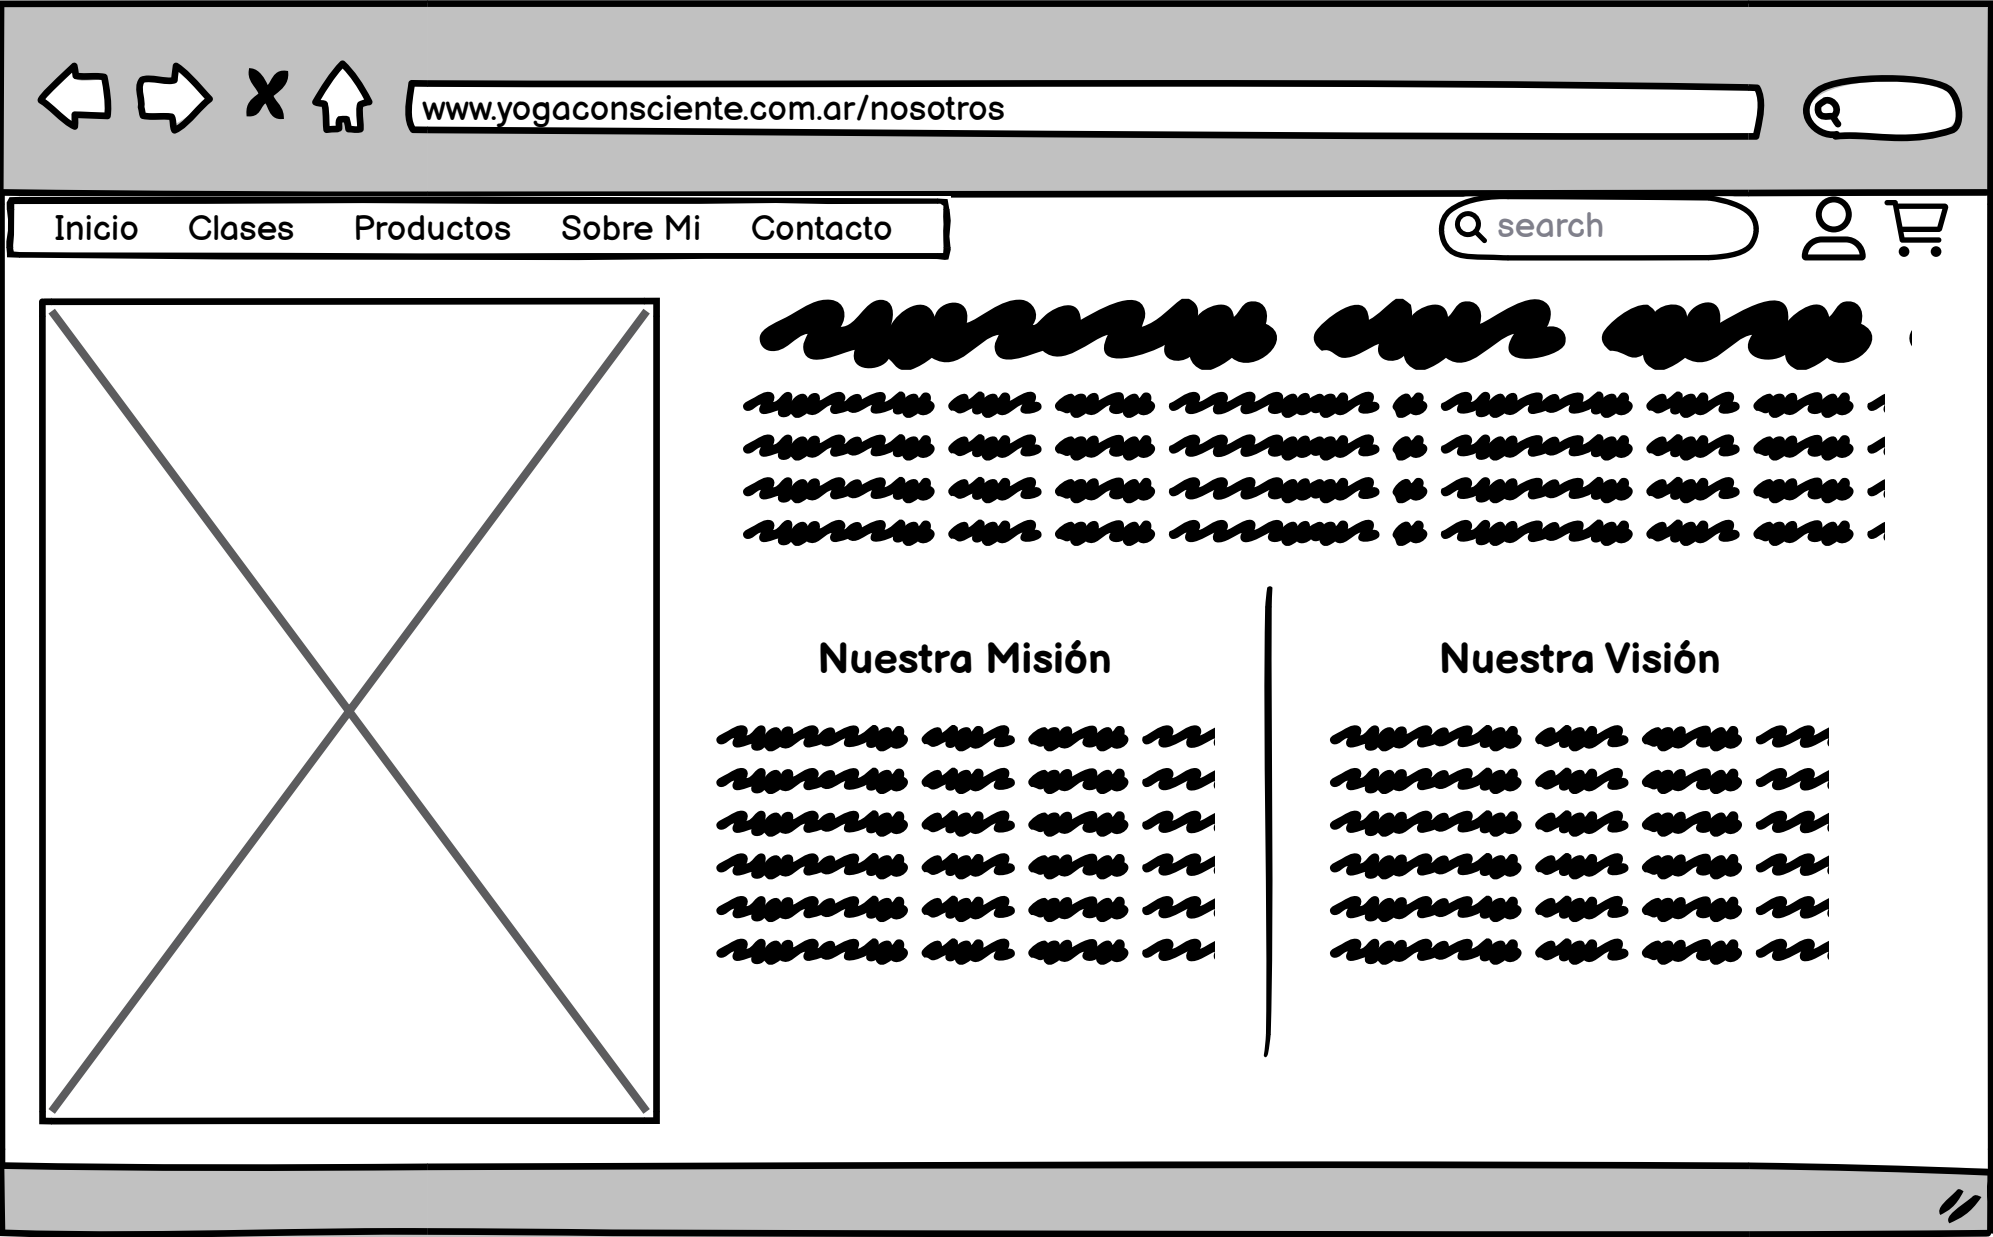 www.yogaconsciente.com.ar/nosotros
Inicio Clases Productos Sobre Mi Contacto search
Nuestra Misión Nuestra Visión